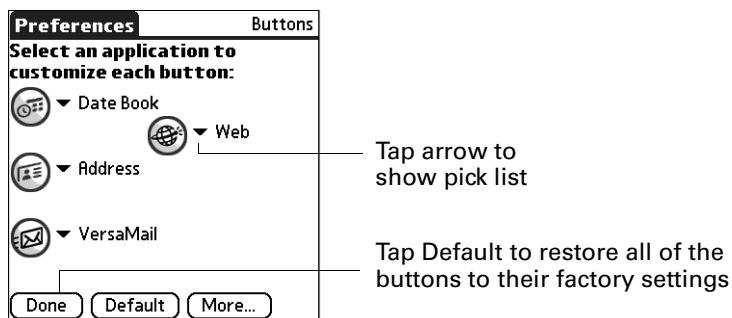 Preferences Buttons
Select an application to
customize each button:
Date Book
Web
Address
VersaMail
Done Default More...
Tap arrow to
show pick list
Tap Default to restore all of the
buttons to their factory settings